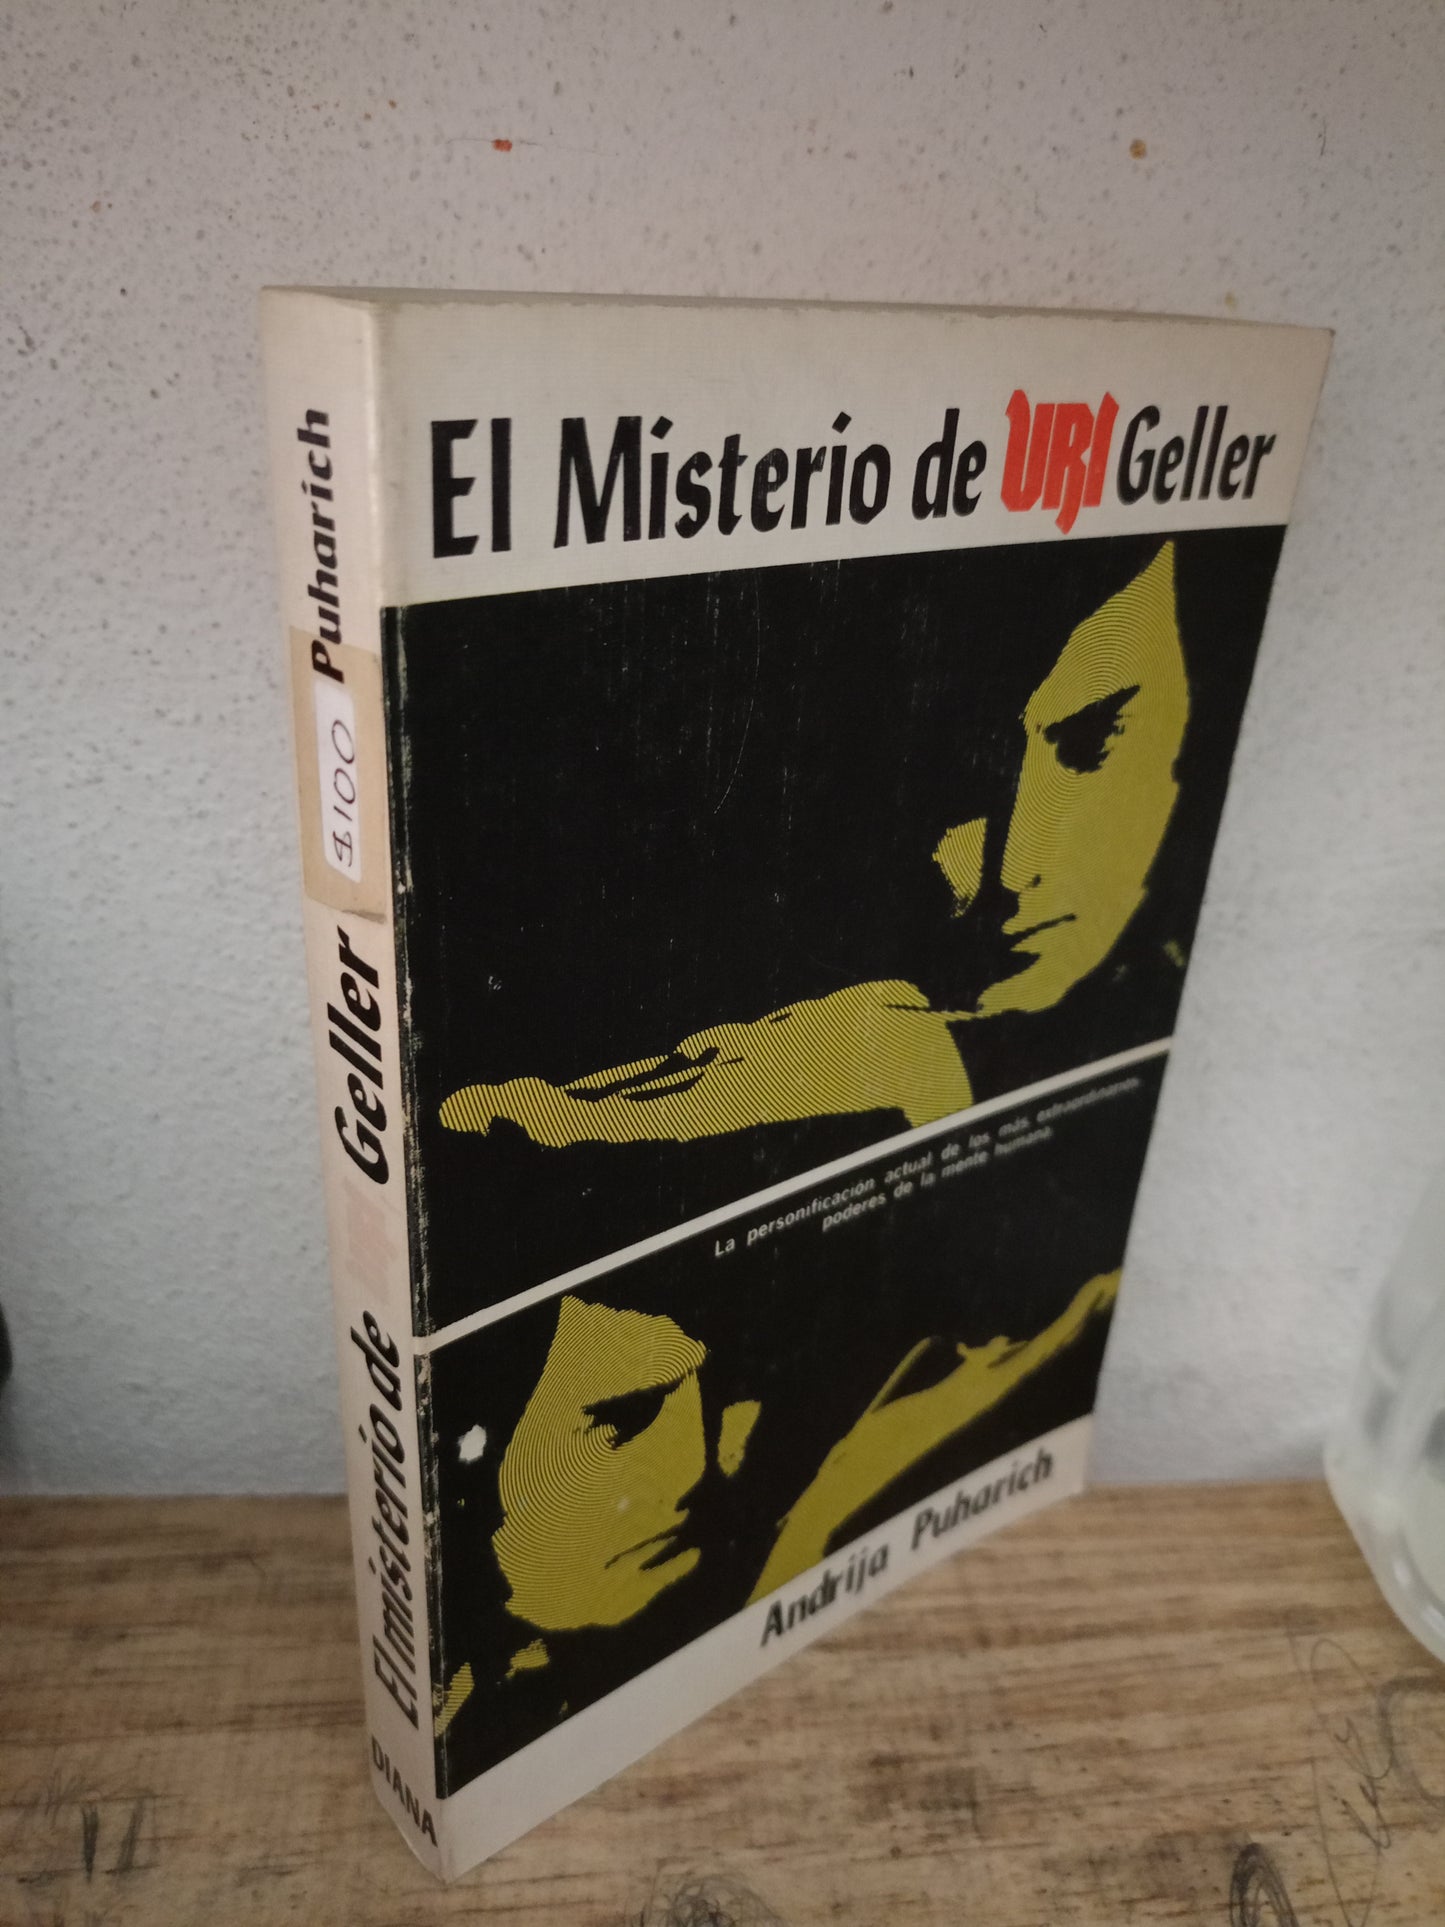 El Misterio de URI Geller
La personificación actual de los más extraordinarios
poderes de la mente humana.
Andrija Puharich
Puharich
$100
El misterio de URI Geller
DIANA